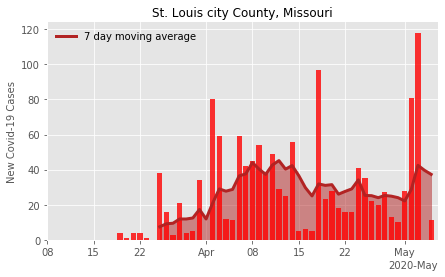 St. Louis city County, Missouri
7 day moving average
New Covid-19 Cases
120
100
80
60
40
20
0
08 15 22 Apr 08 15 22 May
2020-May